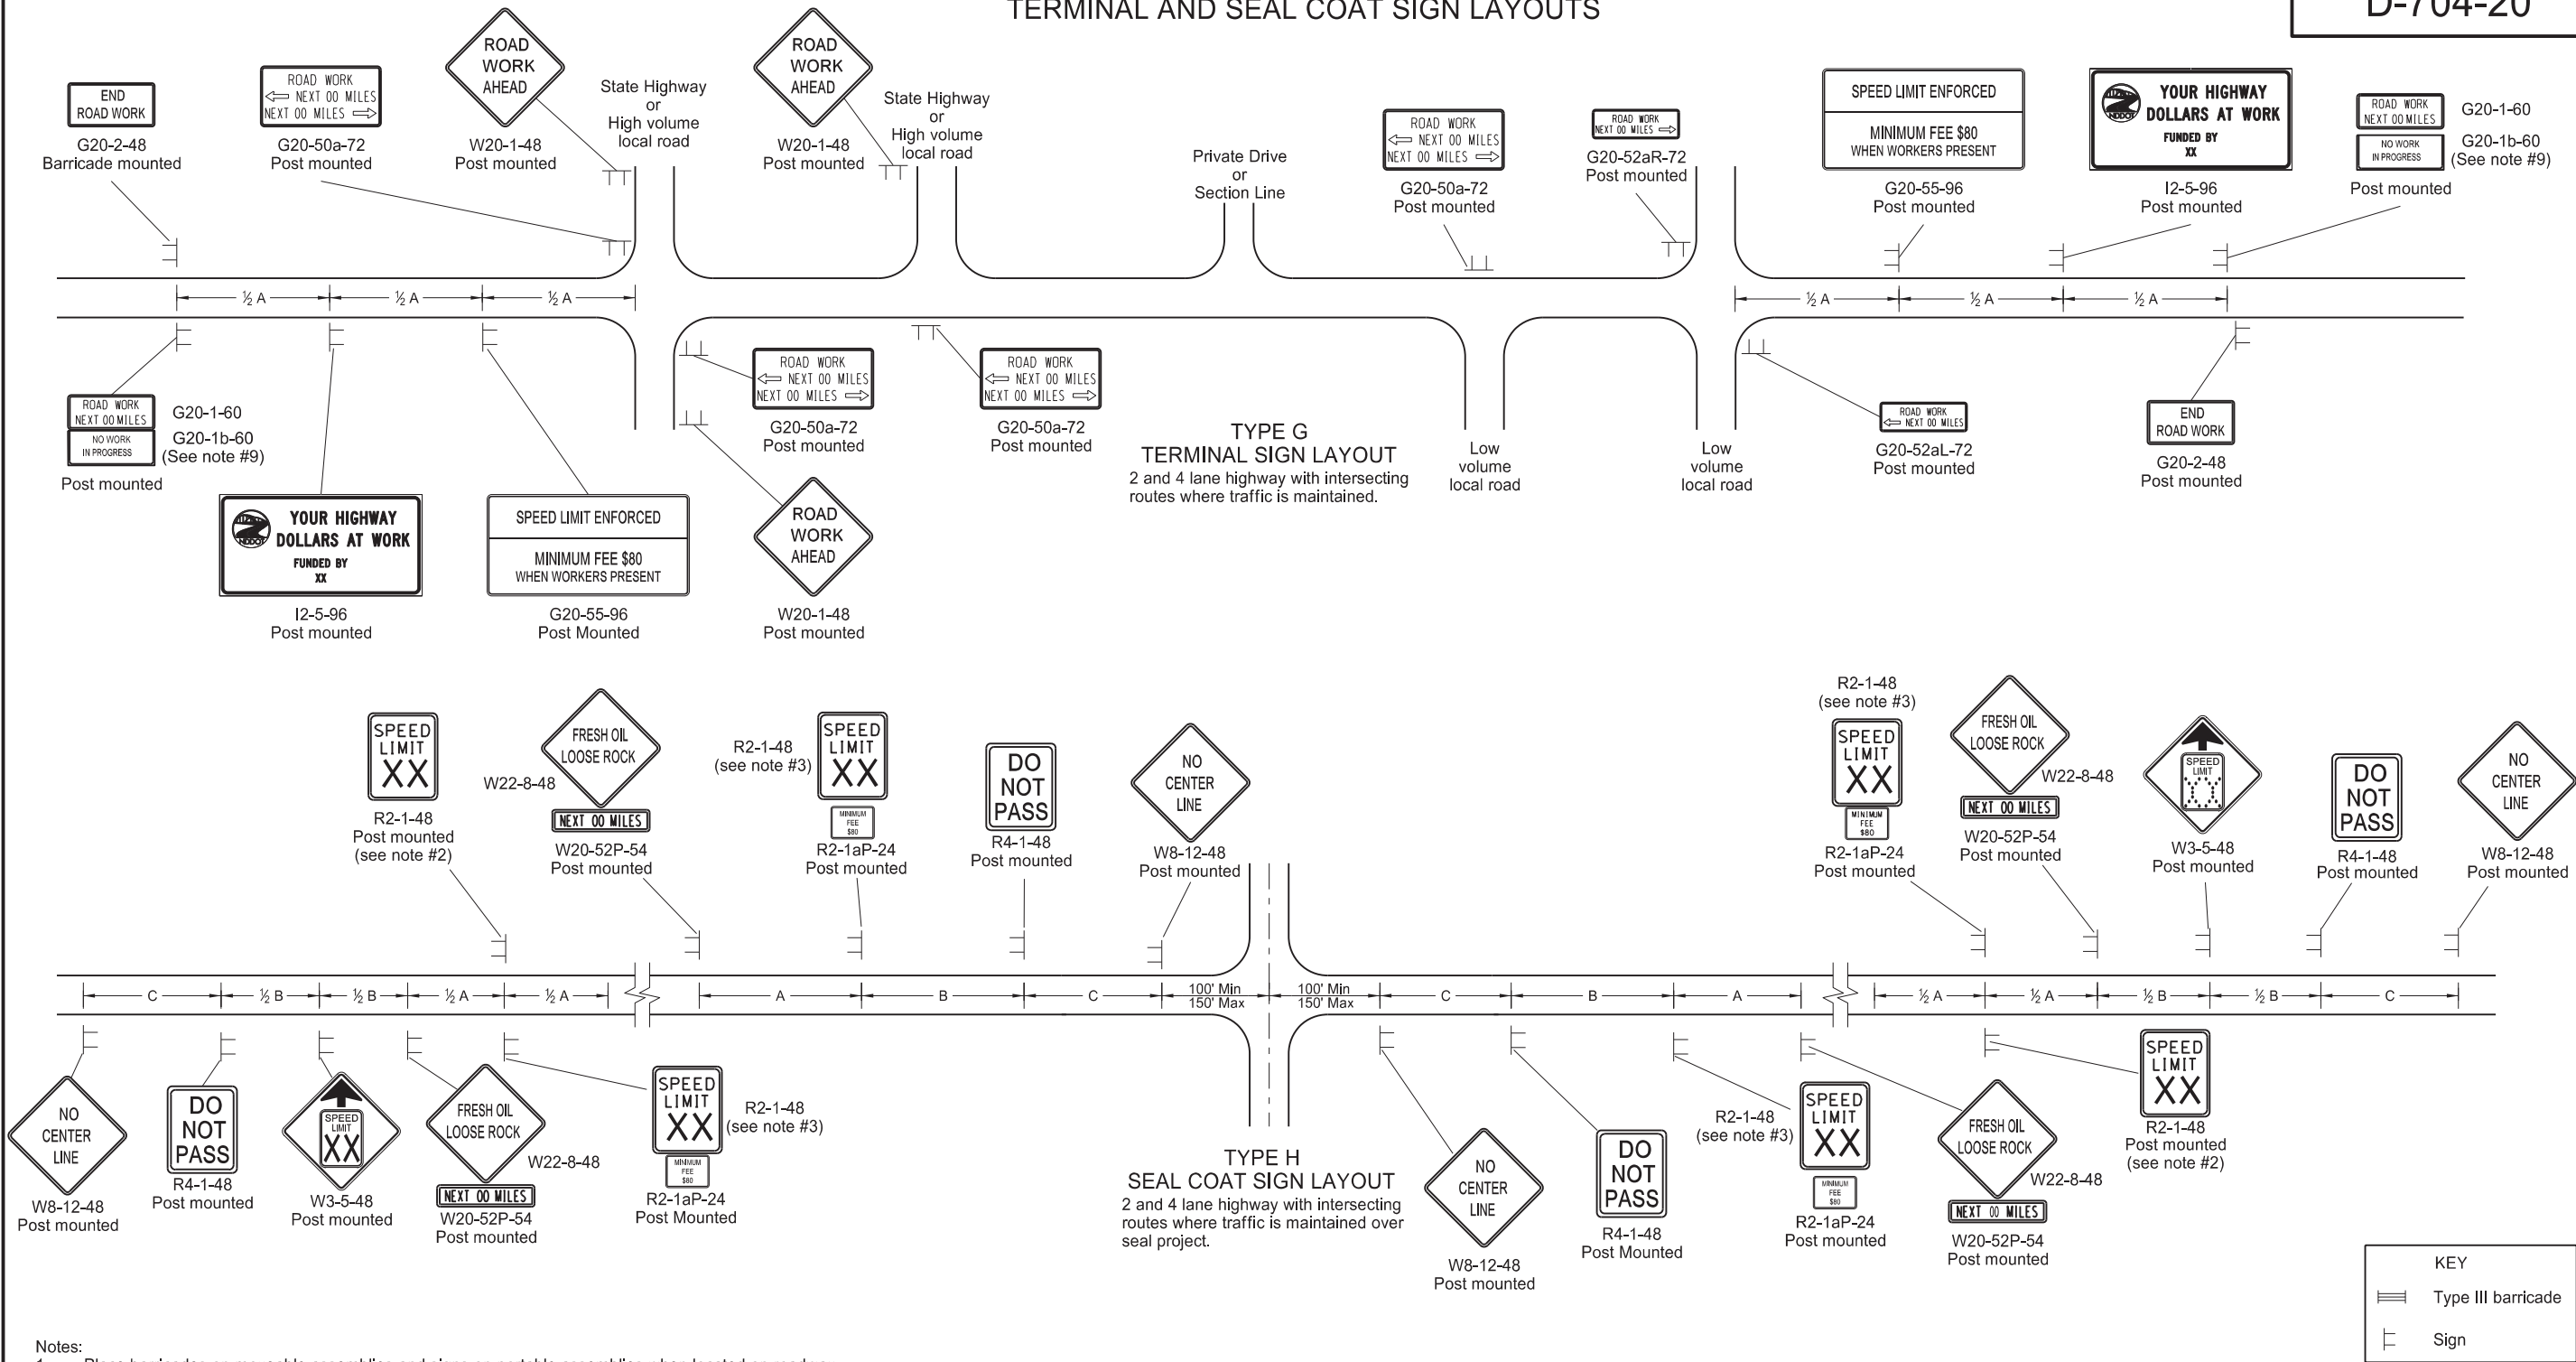 TERMINAL AND SEAL COAT SIGN LAYOUTS
D-704-20
END
ROAD WORK
G20-2-48
Barricade mounted
ROAD WORK
NEXT 00 MILES
NEXT 00 MILES
G20-50a-72
Post mounted
ROAD
WORK
AHEAD
W20-1-48
Post mounted
State Highway
or
High volume
local road
ROAD
WORK
AHEAD
W20-1-48
Post mounted
State Highway
or
High volume
local road
Private Drive
or
Section Line
ROAD WORK
NEXT 00 MILES
NEXT 00 MILES
G20-50a-72
Post mounted
ROAD WORK
NEXT 00 MILES
G20-52aR-72
Post mounted
SPEED LIMIT ENFORCED
MINIMUM FEE $80
WHEN WORKERS PRESENT
G20-55-96
Post mounted
NDDOT
YOUR HIGHWAY
DOLLARS AT WORK
FUNDED BY
XX
I2-5-96
Post mounted
ROAD WORK
NEXT 00 MILES
G20-1-60
NO WORK
IN PROGRESS
G20-1b-60
(See note #9)
Post mounted
½ A
½ A
½ A
½ A
½ A
½ A
ROAD WORK
NEXT 00 MILES
G20-1-60
NO WORK
IN PROGRESS
G20-1b-60
(See note #9)
Post mounted
NDDOT
YOUR HIGHWAY
DOLLARS AT WORK
FUNDED BY
XX
I2-5-96
Post mounted
SPEED LIMIT ENFORCED
MINIMUM FEE $80
WHEN WORKERS PRESENT
G20-55-96
Post Mounted
ROAD WORK
NEXT 00 MILES
NEXT 00 MILES
G20-50a-72
Post mounted
ROAD
WORK
AHEAD
W20-1-48
Post mounted
ROAD WORK
NEXT 00 MILES
NEXT 00 MILES
G20-50a-72
Post mounted
TYPE G
TERMINAL SIGN LAYOUT
2 and 4 lane highway with intersecting
routes where traffic is maintained.
Low
volume
local road
Low
volume
local road
ROAD WORK
NEXT 00 MILES
G20-52aL-72
Post mounted
END
ROAD WORK
G20-2-48
Post mounted
SPEED
LIMIT
XX
R2-1-48
Post mounted
(see note #2)
FRESH OIL
LOOSE ROCK
W22-8-48
NEXT 00 MILES
W20-52P-54
Post mounted
R2-1-48
(see note #3)
SPEED
LIMIT
XX
MINIMUM
FEE
$80
R2-1aP-24
Post mounted
DO
NOT
PASS
R4-1-48
Post mounted
NO
CENTER
LINE
W8-12-48
Post mounted
R2-1-48
(see note #3)
SPEED
LIMIT
XX
MINIMUM
FEE
$80
R2-1aP-24
Post mounted
FRESH OIL
LOOSE ROCK
W22-8-48
NEXT 00 MILES
W20-52P-54
Post mounted
SPEED
LIMIT
W3-5-48
Post mounted
DO
NOT
PASS
R4-1-48
Post mounted
NO
CENTER
LINE
W8-12-48
Post mounted
C
½ B
½ B
½ A
½ A
A
B
C
100' Min
150' Max
100' Min
150' Max
C
B
A
½ A
½ A
½ B
½ B
C
NO
CENTER
LINE
W8-12-48
Post mounted
DO
NOT
PASS
R4-1-48
Post mounted
SPEED
LIMIT
XX
W3-5-48
Post mounted
FRESH OIL
LOOSE ROCK
W22-8-48
NEXT 00 MILES
W20-52P-54
Post mounted
SPEED
LIMIT
XX
R2-1-48
(see note #3)
MINIMUM
FEE
$80
R2-1aP-24
Post Mounted
TYPE H
SEAL COAT SIGN LAYOUT
2 and 4 lane highway with intersecting
routes where traffic is maintained over
seal project.
NO
CENTER
LINE
W8-12-48
Post mounted
DO
NOT
PASS
R4-1-48
Post Mounted
R2-1-48
(see note #3)
SPEED
LIMIT
XX
MINIMUM
FEE
$80
R2-1aP-24
Post mounted
FRESH OIL
LOOSE ROCK
W22-8-48
NEXT 00 MILES
W20-52P-54
Post mounted
SPEED
LIMIT
XX
R2-1-48
Post mounted
(see note #2)
KEY
Type III barricade
Sign
Notes: